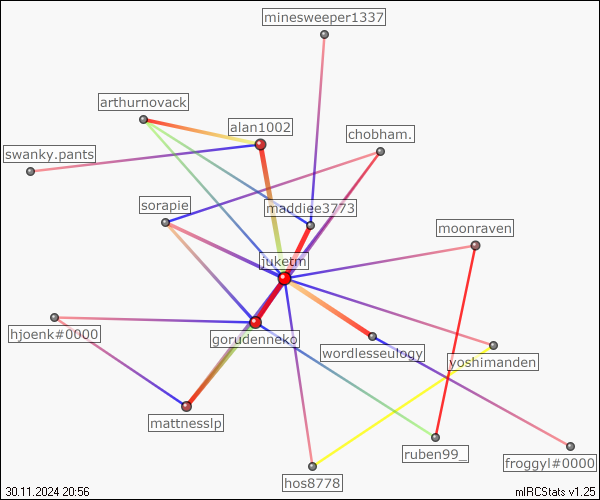 minesweeper1337
arthurnovack
alan1002
chobham.
swanky.pants
sorapie
maddiee3773
moonraven
juketm
hjoenk#0000
gorudenneko
wordlesseulogy
yoshimanden
mattnesslp
ruben99_
froggyl#0000
hos8778
30.11.2024 20:56
mIRCStats v1.25